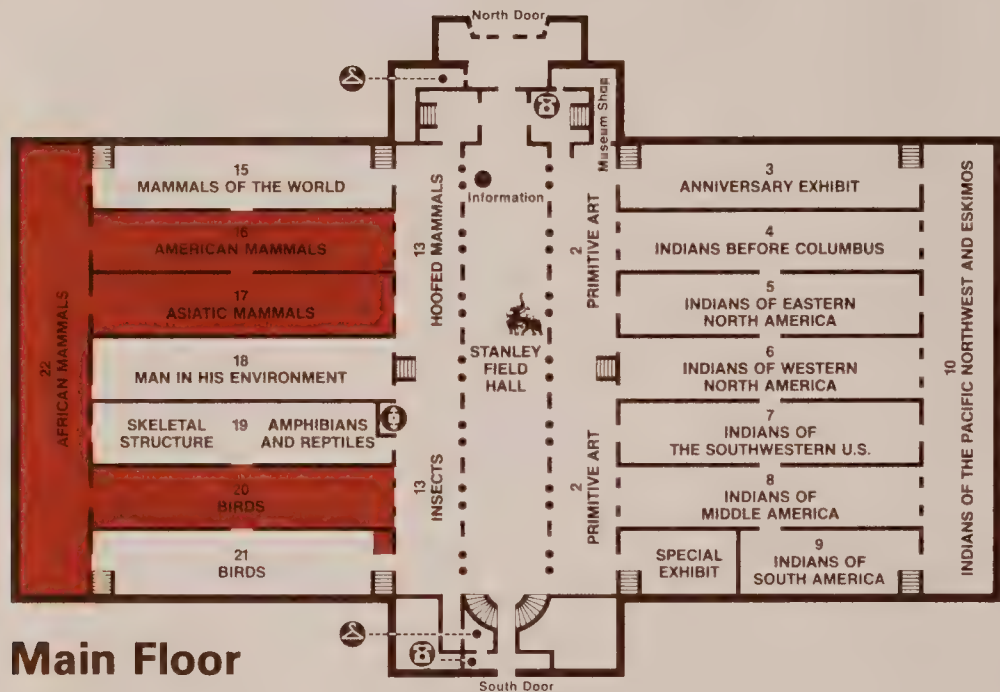 North Door
Museum Shop
15
MAMMALS OF THE WORLD
16
AMERICAN MAMMALS
17
ASIATIC MAMMALS
18
MAN IN HIS ENVIRONMENT
SKELETAL STRUCTURE
19
AMPHIBIANS AND REPTILES
20
BIRDS
21
BIRDS
22
AFRICAN MAMMALS
13
HOOFED MAMMALS
13
INSECTS
Information
STANLEY
FIELD
HALL
2
PRIMITIVE ART
2
PRIMITIVE ART
3
ANNIVERSARY EXHIBIT
4
INDIANS BEFORE COLUMBUS
5
INDIANS OF EASTERN
NORTH AMERICA
6
INDIANS OF WESTERN
NORTH AMERICA
7
INDIANS OF
THE SOUTHWESTERN U.S.
8
INDIANS OF
MIDDLE AMERICA
SPECIAL
EXHIBIT
9
INDIANS OF
SOUTH AMERICA
10
INDIANS OF THE PACIFIC NORTHWEST AND ESKIMOS
Main Floor
South Door